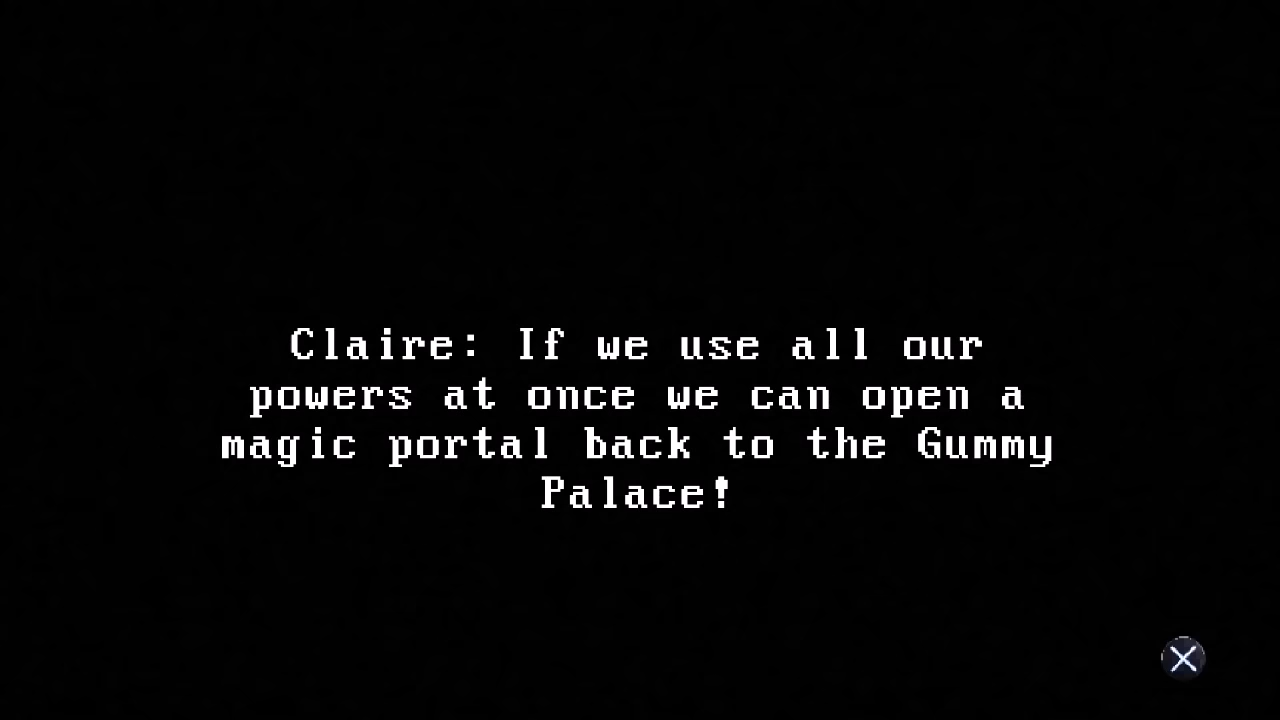 Claire: If we use all our
powers at once we can open a
magic portal back to the Gummy
Palace!